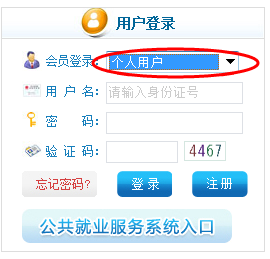 用户登录
会员登录: 个人用户
用 户 名: 请输入身份证号
密 码:
验 证 码: 4467
忘记密码? 登 录 注册
公共就业服务系统入口